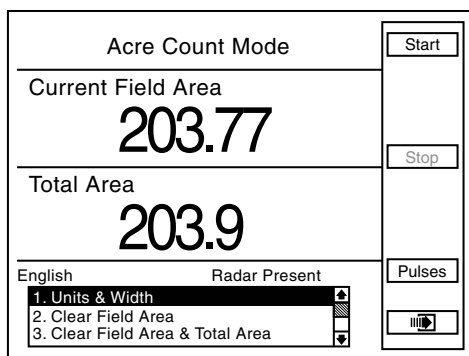 Acre Count Mode
Current Field Area
203.77
Total Area
203.9
English Radar Present
1. Units & Width
2. Clear Field Area
3. Clear Field Area & Total Area
Start
Stop
Pulses